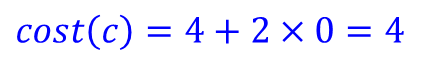 cost(c) = 4 + 2 × 0 = 4